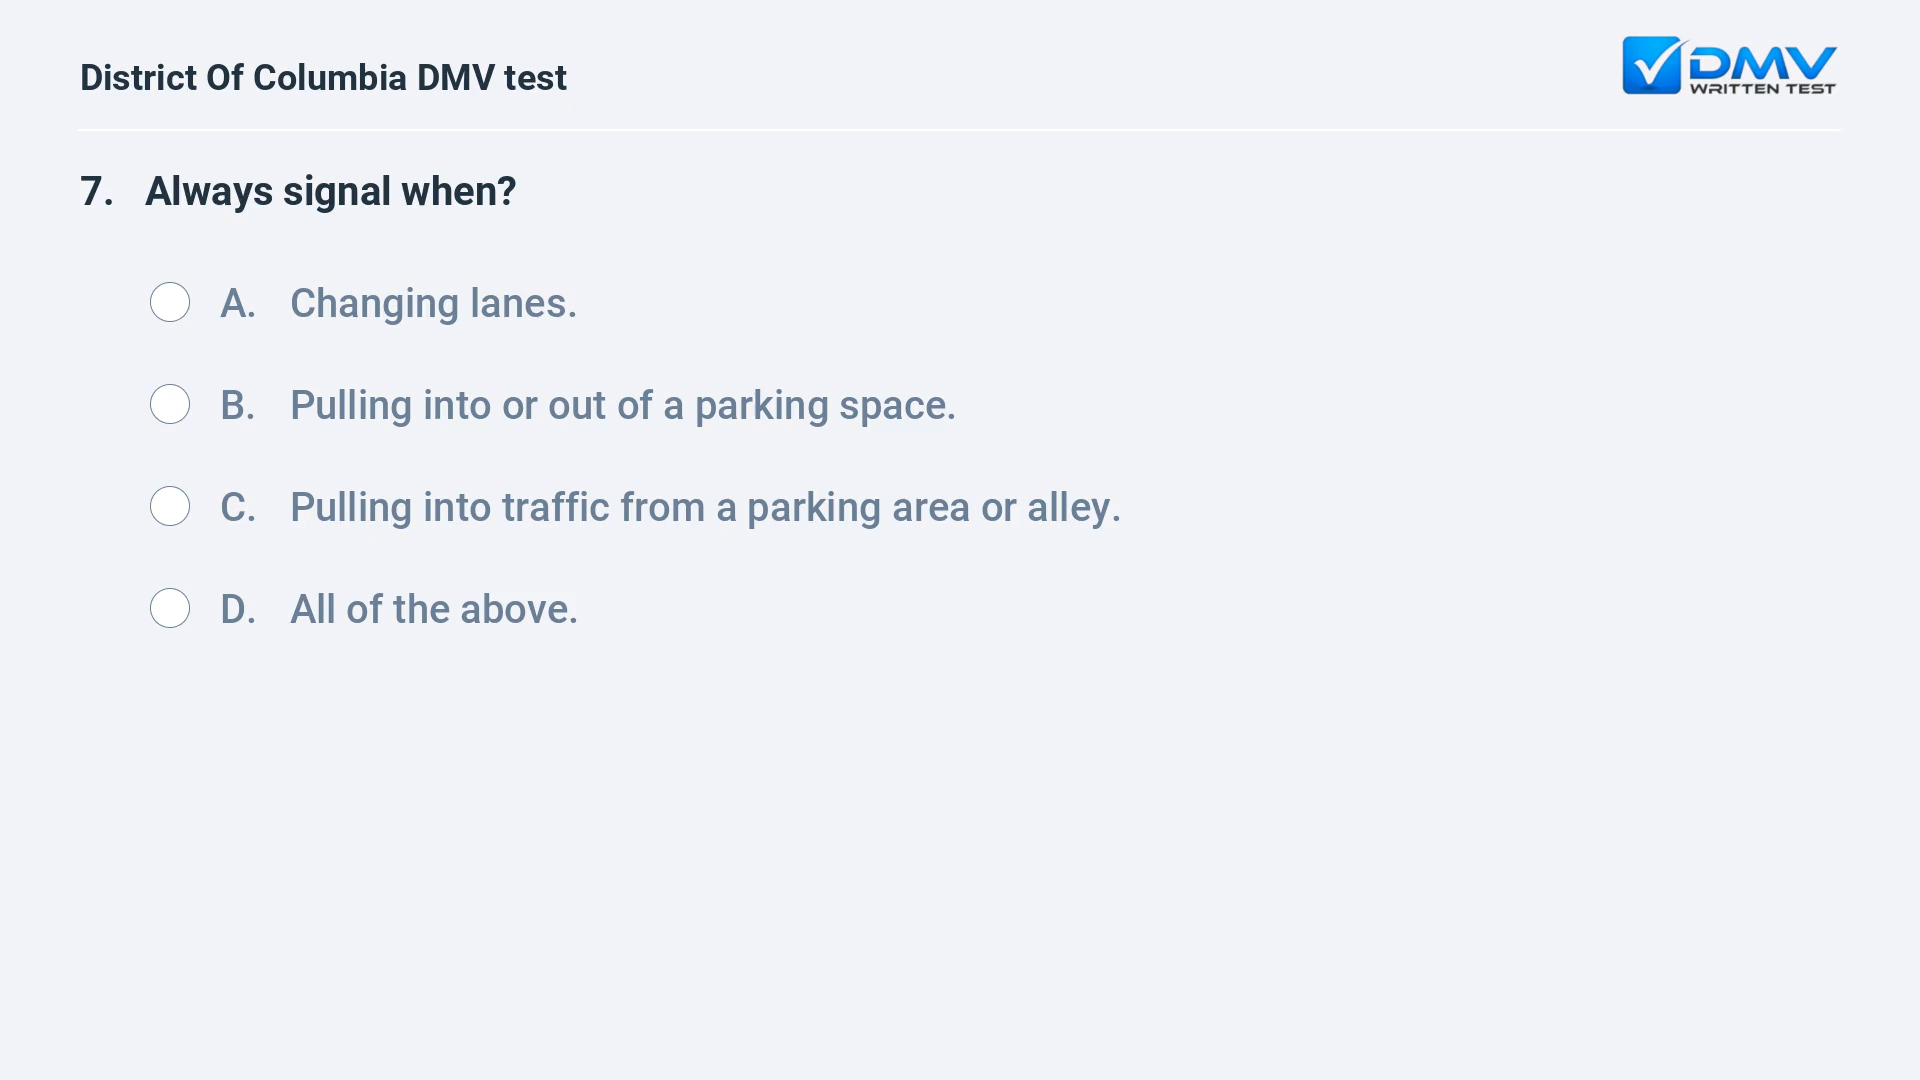 District Of Columbia DMV test
DMV
WRITTEN TEST
7. Always signal when?
A. Changing lanes.
B. Pulling into or out of a parking space.
C. Pulling into traffic from a parking area or alley.
D. All of the above.